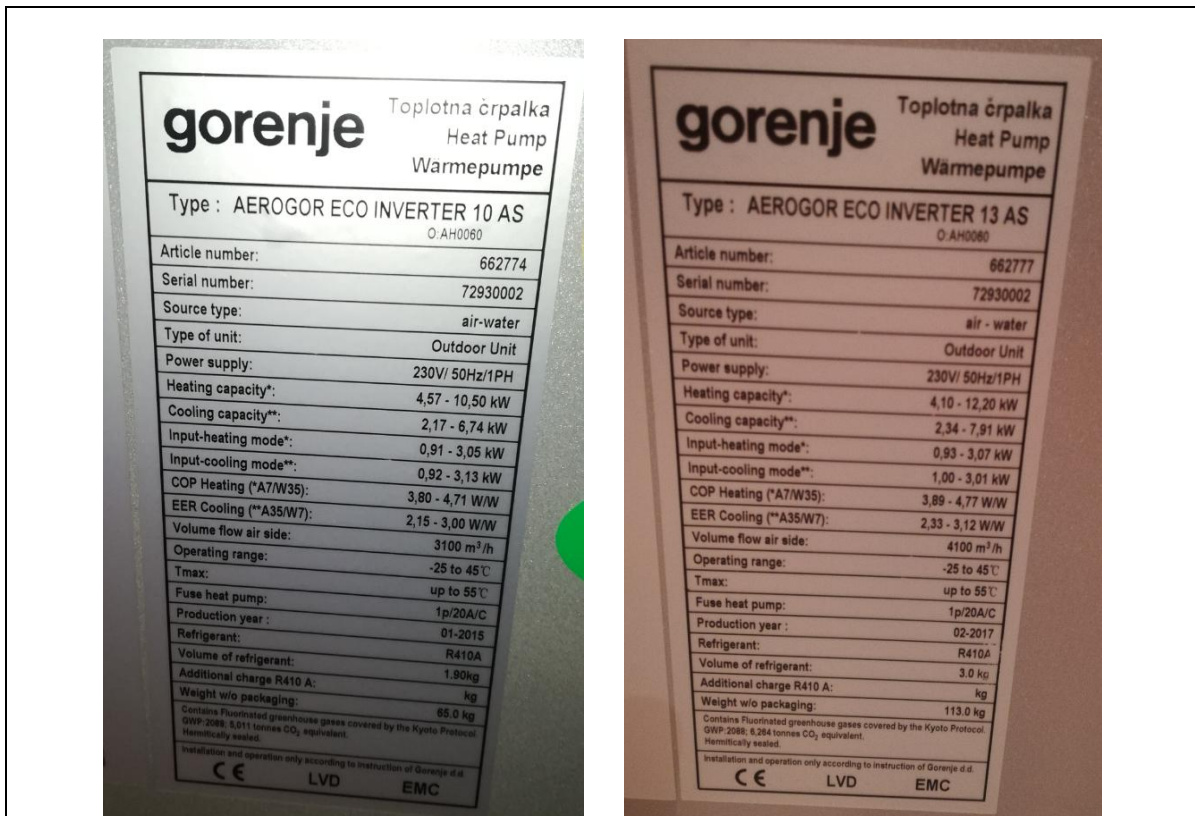 gorenje
Toplotna črpalka
Heat Pump
Wärmepumpe
Type : AEROGOR ECO INVERTER 10 AS
O:AH0060
Article number: 662774
Serial number: 72930002
Source type: air-water
Type of unit: Outdoor Unit
Power supply: 230V/ 50Hz/1PH
Heating capacity*: 4,57 - 10,50 kW
Cooling capacity**: 2,17 - 6,74 kW
Input-heating mode*: 0,91 - 3,05 kW
Input-cooling mode**: 0,92 - 3,13 kW
COP Heating (*A7/W35): 3,80 - 4,71 W/W
EER Cooling (**A35/W7): 2,15 - 3,00 W/W
Volume flow air side: 3100 m³/h
Operating range: -25 to 45℃
Tmax: up to 55℃
Fuse heat pump: 1p/20A/C
Production year : 01-2015
Refrigerant: R410A
Volume of refrigerant: 1.90kg
Additional charge R410 A: kg
Weight w/o packaging: 65.0 kg
Contains Fluorinated greenhouse gases covered by the Kyoto Protocol.
GWP:2088; 5,011 tonnes CO₂ equivalent.
Hermitically sealed.
Installation and operation only according to instruction of Gorenje d.d.
CE LVD EMC
gorenje
Toplotna črpalka
Heat Pump
Wärmepumpe
Type : AEROGOR ECO INVERTER 13 AS
O:AH0060
Article number: 662777
Serial number: 72930002
Source type: air - water
Type of unit: Outdoor Unit
Power supply: 230V/ 50Hz/1PH
Heating capacity*: 4,10 - 12,20 kW
Cooling capacity**: 2,34 - 7,91 kW
Input-heating mode*: 0,93 - 3,07 kW
Input-cooling mode**: 1,00 - 3,01 kW
COP Heating (*A7/W35): 3,89 - 4,77 W/W
EER Cooling (**A35/W7): 2,33 - 3,12 W/W
Volume flow air side: 4100 m³/h
Operating range: -25 to 45℃
Tmax: up to 55℃
Fuse heat pump: 1p/20A/C
Production year : 02-2017
Refrigerant: R410A
Volume of refrigerant: 3.0 kg
Additional charge R410 A: kg
Weight w/o packaging: 113.0 kg
Contains Fluorinated greenhouse gases covered by the Kyoto Protocol.
GWP:2088; 6,264 tonnes CO₂ equivalent.
Hermitically sealed.
Installation and operation only according to instruction of Gorenje d.d.
CE LVD EMC